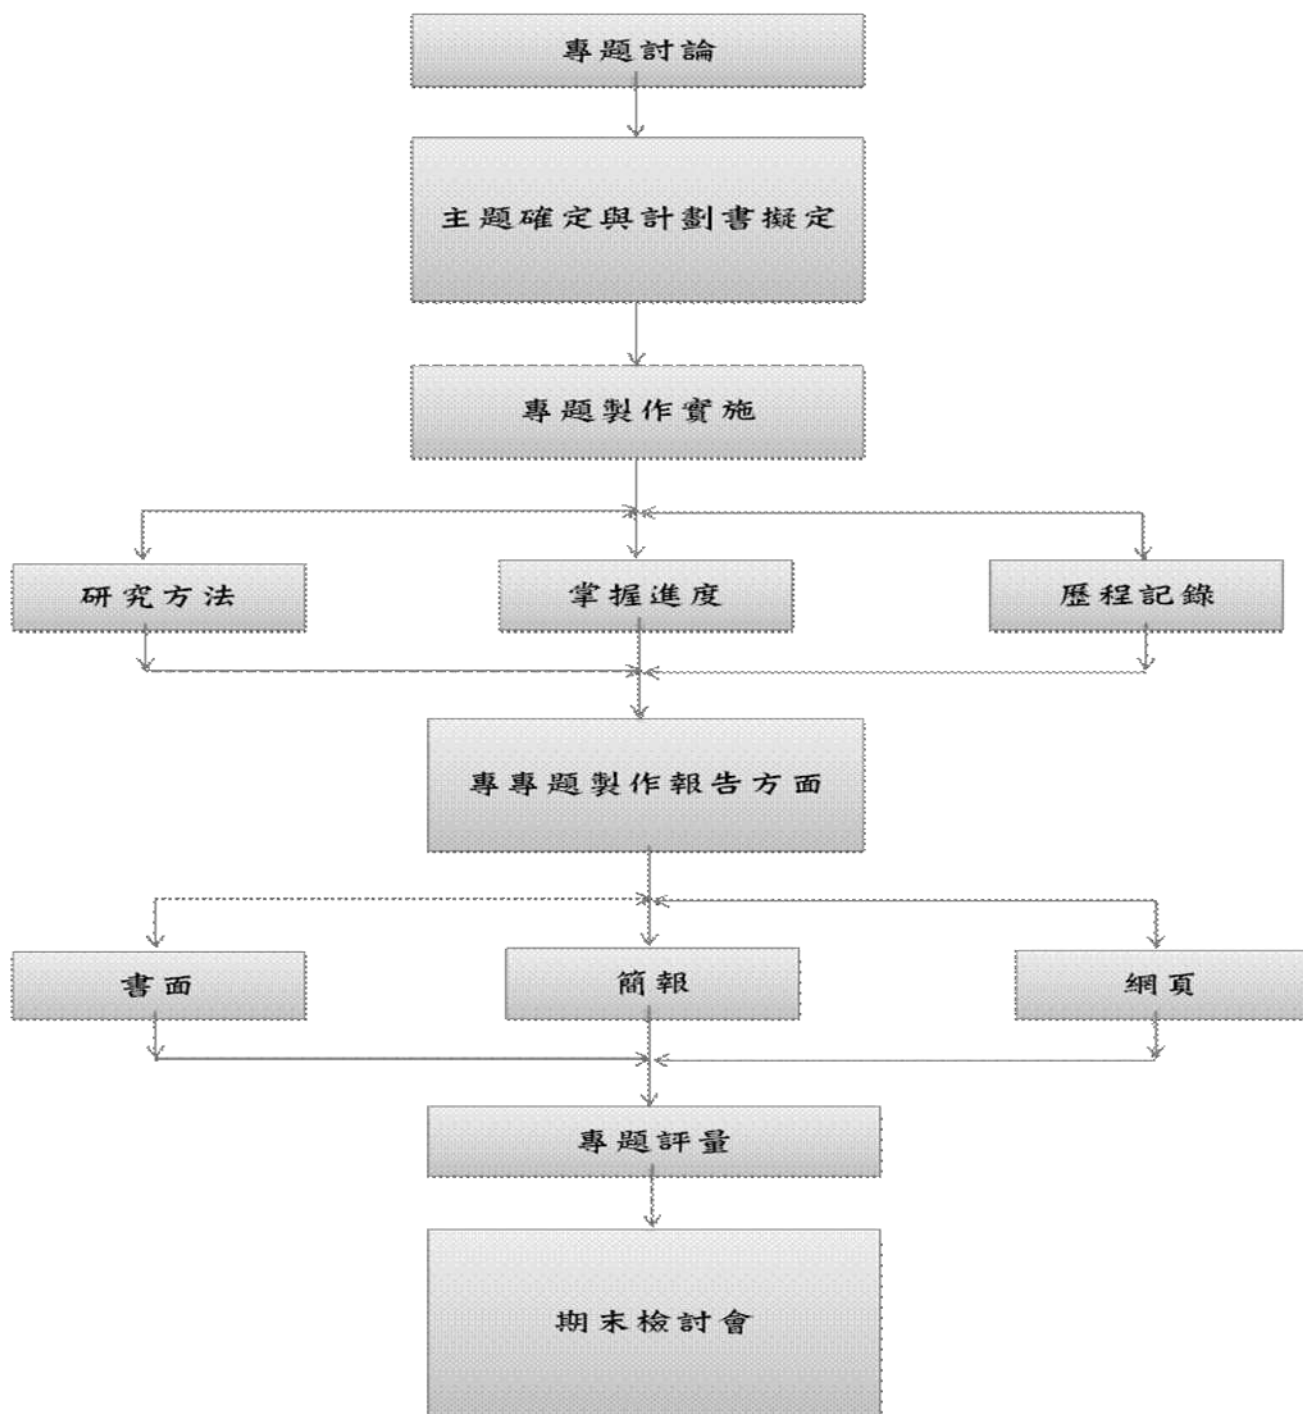 專題討論
主題確定與計劃書擬定
專題製作實施
研究方法
掌握進度
歷程記錄
專專題製作報告方面
書面
簡報
網頁
專題評量
期末檢討會